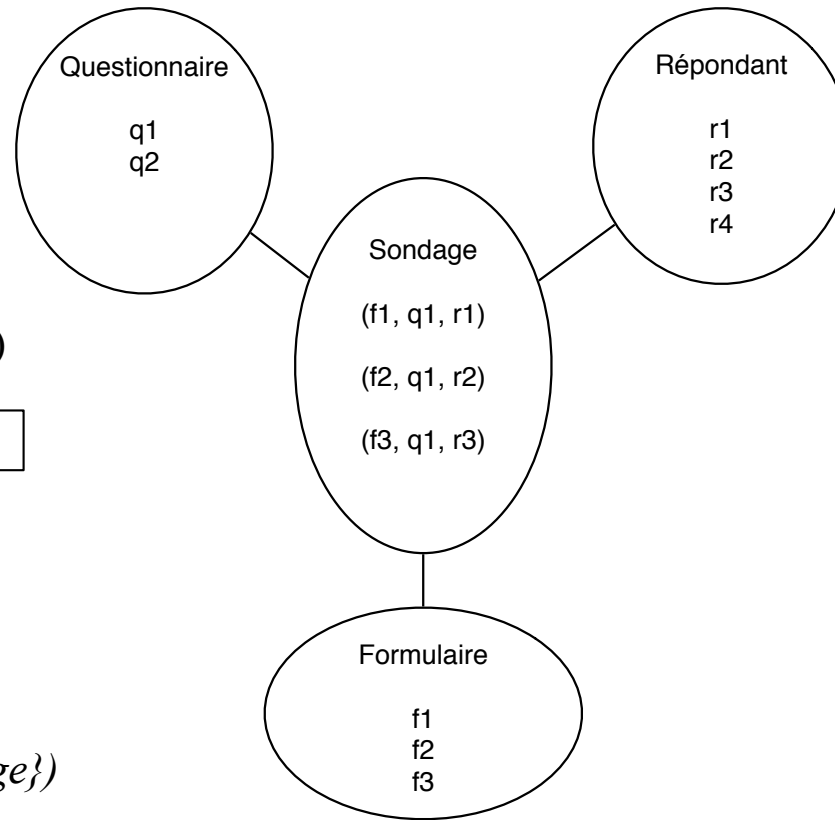 Questionnaire
q1
q2
Répondant
r1
r2
r3
r4
Sondage
(f1, q1, r1)
(f2, q1, r2)
(f3, q1, r3)
)
Formulaire
f1
f2
f3
ge})